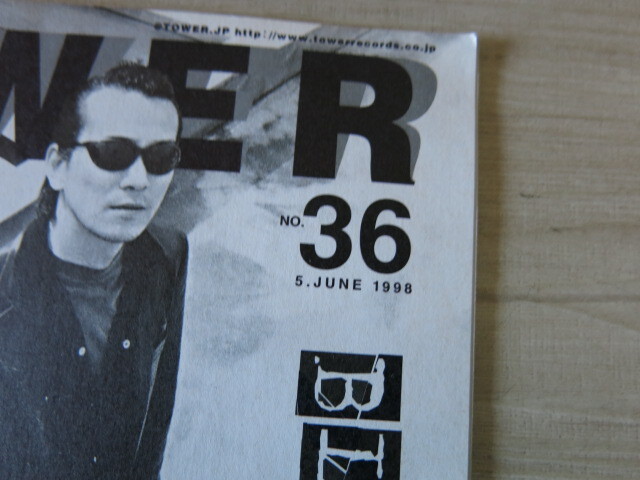 @TOWER.JP http://www.towerrecords.co.jp
WER
NO.36
5.JUNE 1998
B